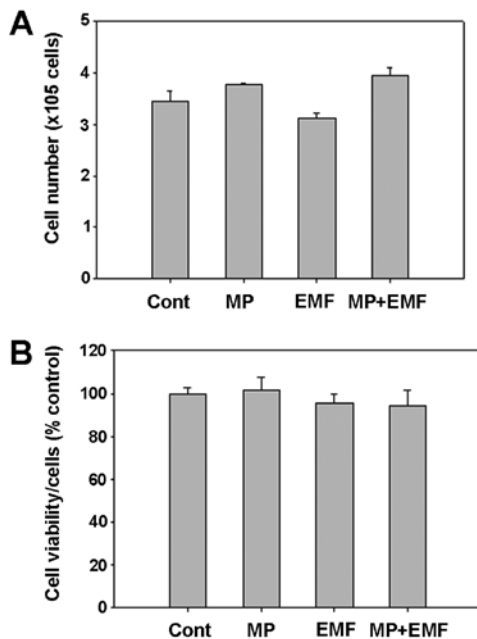 A
Cell number (x105 cells)
5
4
3
2
1
0
Cont MP EMF MP+EMF
B
Cell viability/cells (% control)
120
100
80
60
40
20
0
Cont MP EMF MP+EMF